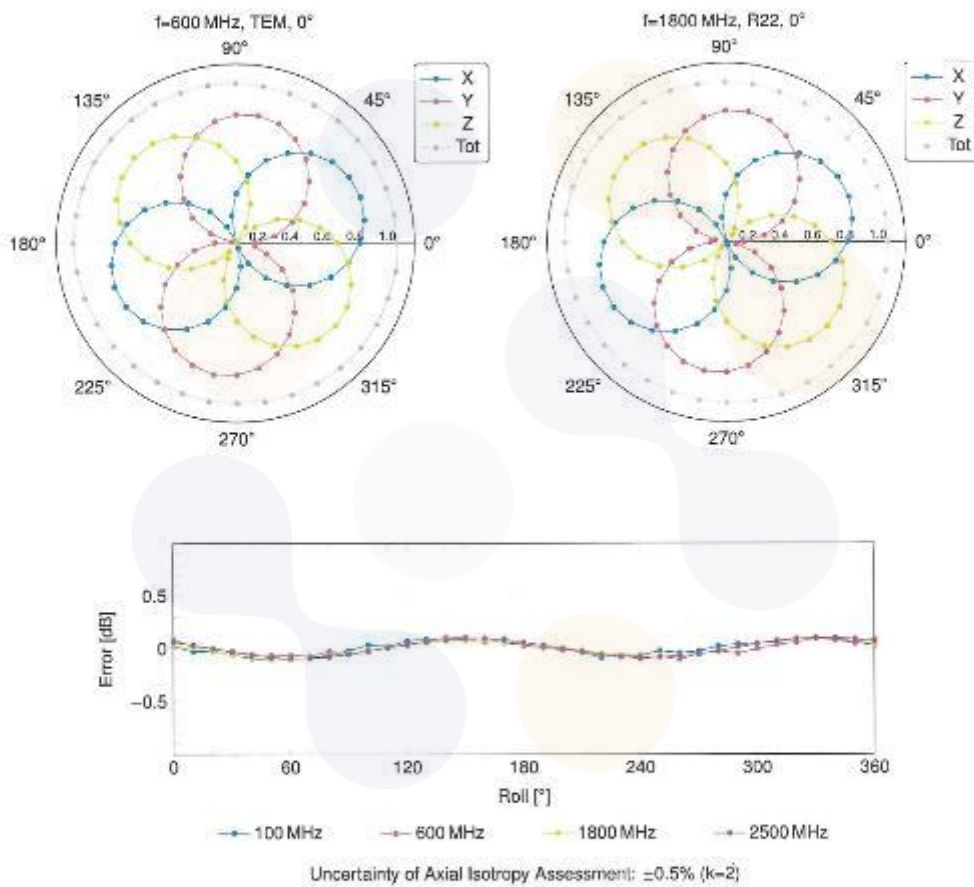 f=600 MHz, TEM, 0°
f=1800 MHz, R22, 0°
90°
135°
45°
180°
0°
225°
315°
270°
0.2
0.4
0.6
0.8
1.0
X
Y
Z
Tot
90°
135°
45°
180°
0°
225°
315°
270°
0.2
0.4
0.6
0.8
1.0
X
Y
Z
Tot
Error [dB]
0.5
0
−0.5
0 60 120 180 240 300 360
Roll [°]
100 MHz 600 MHz 1800 MHz 2500 MHz
Uncertainty of Axial Isotropy Assessment: ±0.5% (k=2)